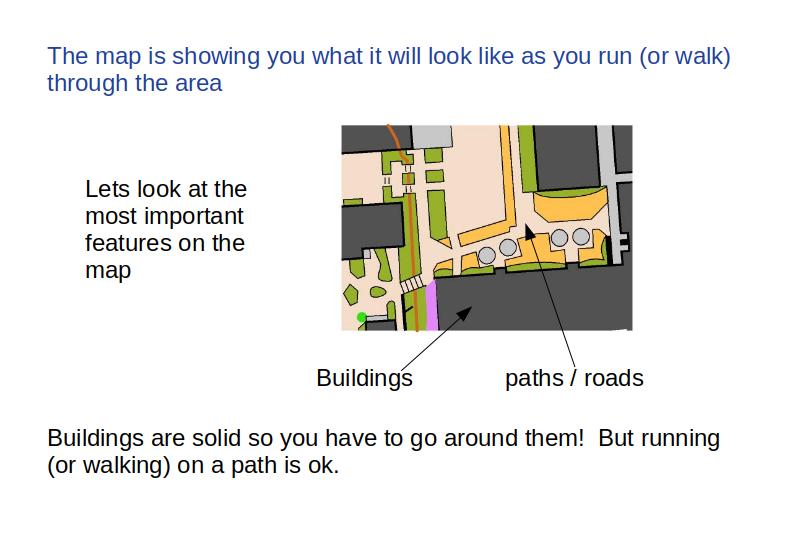 The map is showing you what it will look like as you run (or walk)
through the area
Lets look at the
most important
features on the
map
Buildings
paths / roads
Buildings are solid so you have to go around them!  But running
(or walking) on a path is ok.